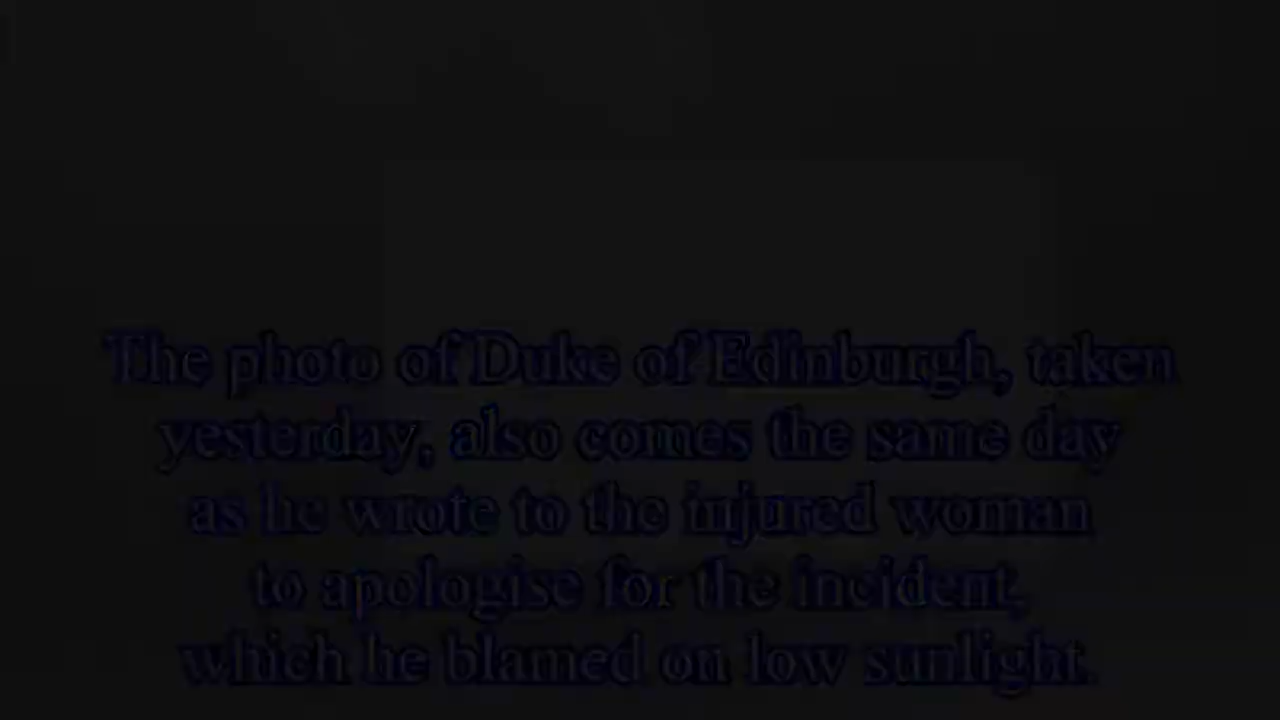 The photo of Duke of Edinburgh, taken
yesterday, also comes the same day
as he wrote to the injured woman
to apologise for the incident,
which he blamed on low sunlight.